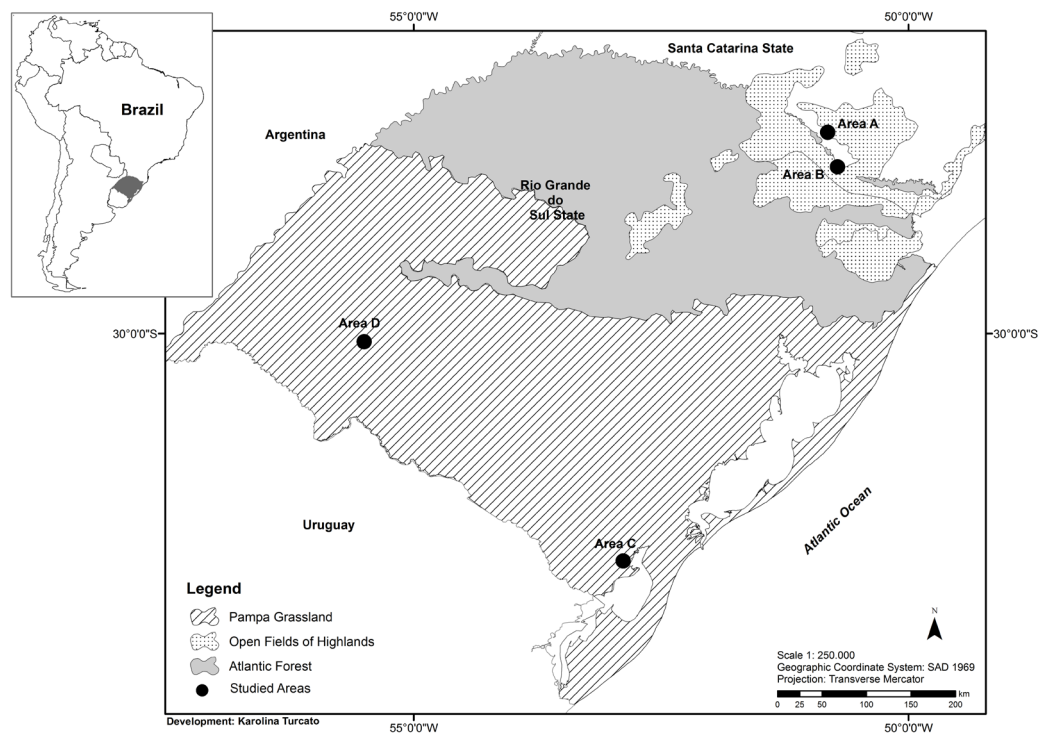 55°0'0"W
50°0'0"W
Santa Catarina State
Brazil
Argentina
Area A
Area B
Rio Grande
do
Sul State
Area D
30°0'0"S
30°0'0"S
Atlantic Ocean
Uruguay
Area C
Legend
Pampa Grassland
Open Fields of Highlands
Atlantic Forest
Studied Areas
N
Scale 1: 250.000
Geographic Coordinate System: SAD 1969
Projection: Transverse Mercator
km
0 25 50 100 150 200
Development: Karolina Turcato
55°0'0"W
50°0'0"W